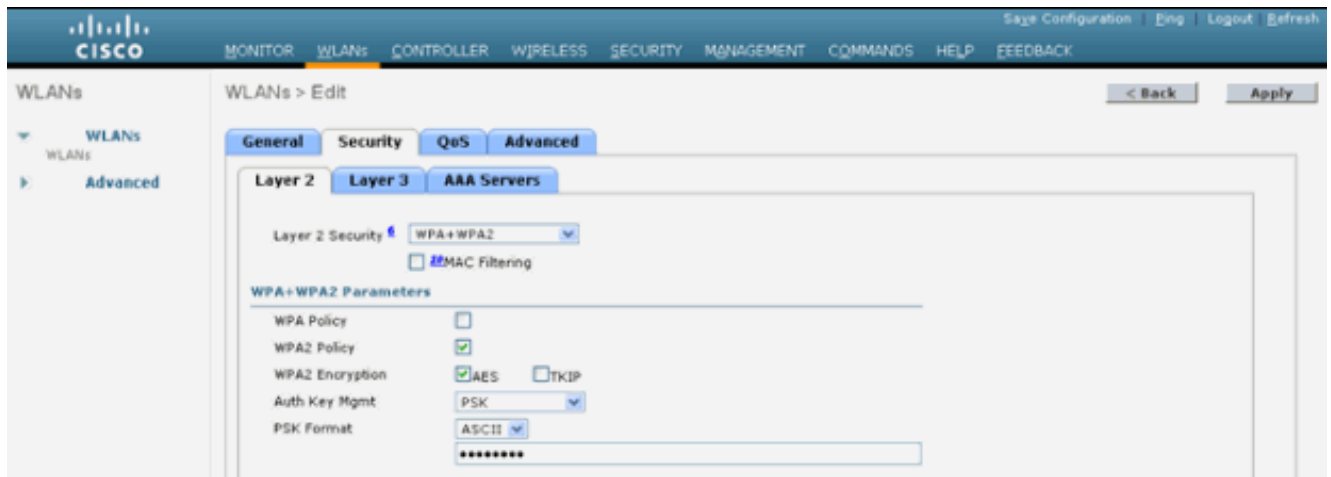 Save Configuration | Ping | Logout | Refresh
CISCO
MONITOR WLANs CONTROLLER WIRELESS SECURITY MANAGEMENT COMMANDS HELP FEEDBACK
WLANs
WLANs > Edit
< Back
Apply
WLANs
WLANs
Advanced
General Security QoS Advanced
Layer 2 Layer 3 AAA Servers
Layer 2 Security 6 WPA+WPA2
MAC Filtering
WPA+WPA2 Parameters
WPA Policy
WPA2 Policy
WPA2 Encryption AES TKIP
Auth Key Mgmt PSK
PSK Format ASCII
••••••••